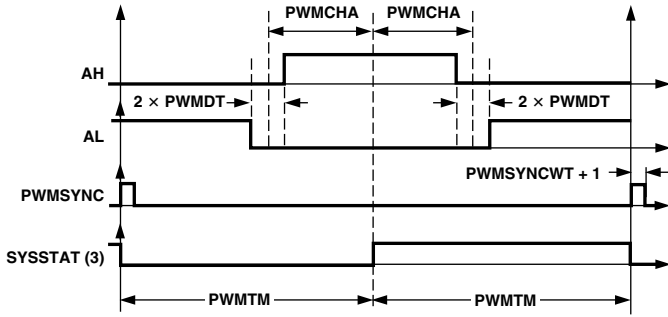 PWMCHA PWMCHA
AH
2 × PWMDT 2 × PWMDT
AL
PWMSYNCWT + 1
PWMSYNC
SYSSTAT (3)
PWMTM PWMTM